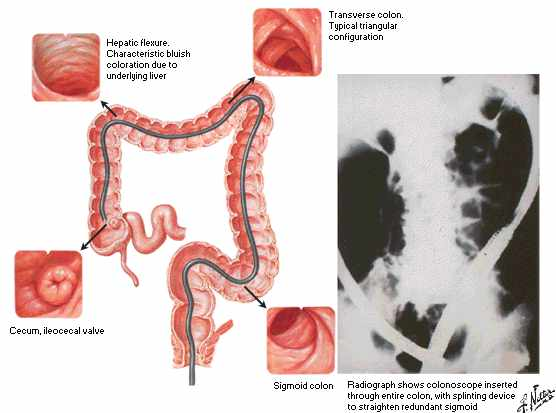 Hepatic flexure.
Characteristic bluish
coloration due to
underlying liver
Transverse colon.
Typical triangular
configuration
Cecum, ileocecal valve
Sigmoid colon
Radiograph shows colonoscope inserted
through entire colon, with splinting device
to straighten redundant sigmoid